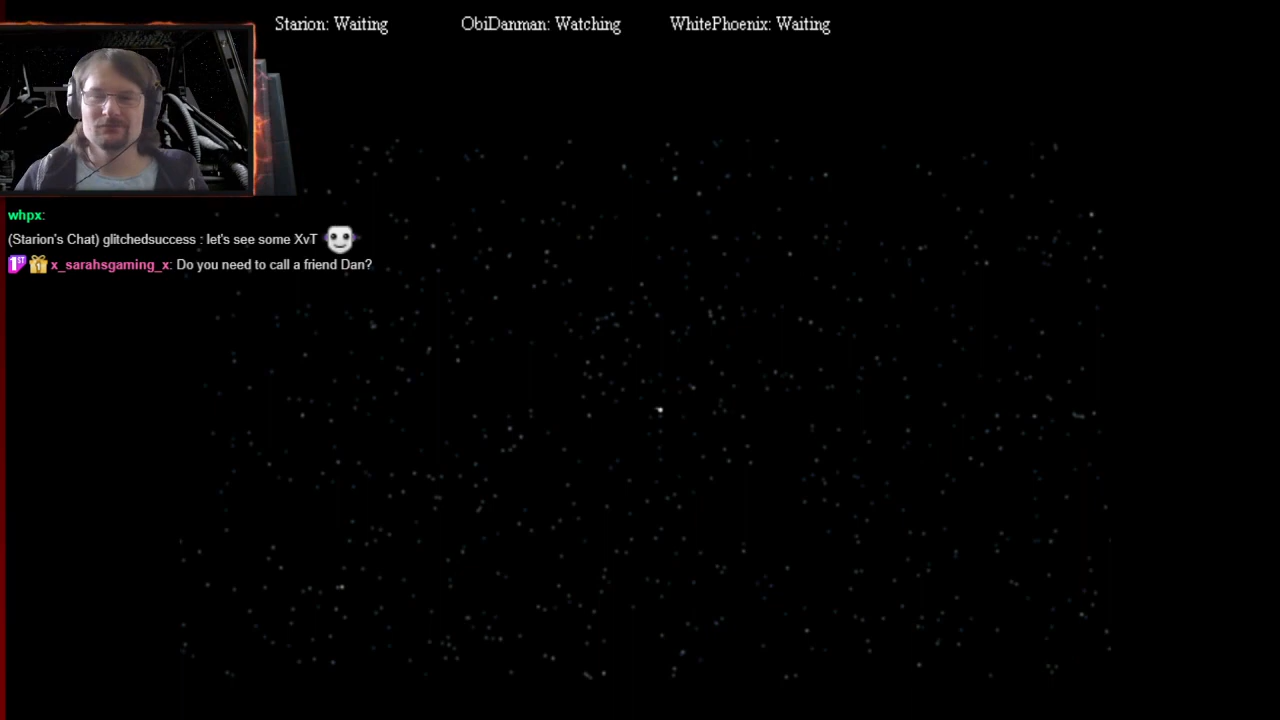 Starion: Waiting ObiDanman: Watching WhitePhoenix: Waiting
whpx:
(Starion's Chat) glitchedsuccess : let's see some XvT
1ST x_sarahsgaming_x: Do you need to call a friend Dan?